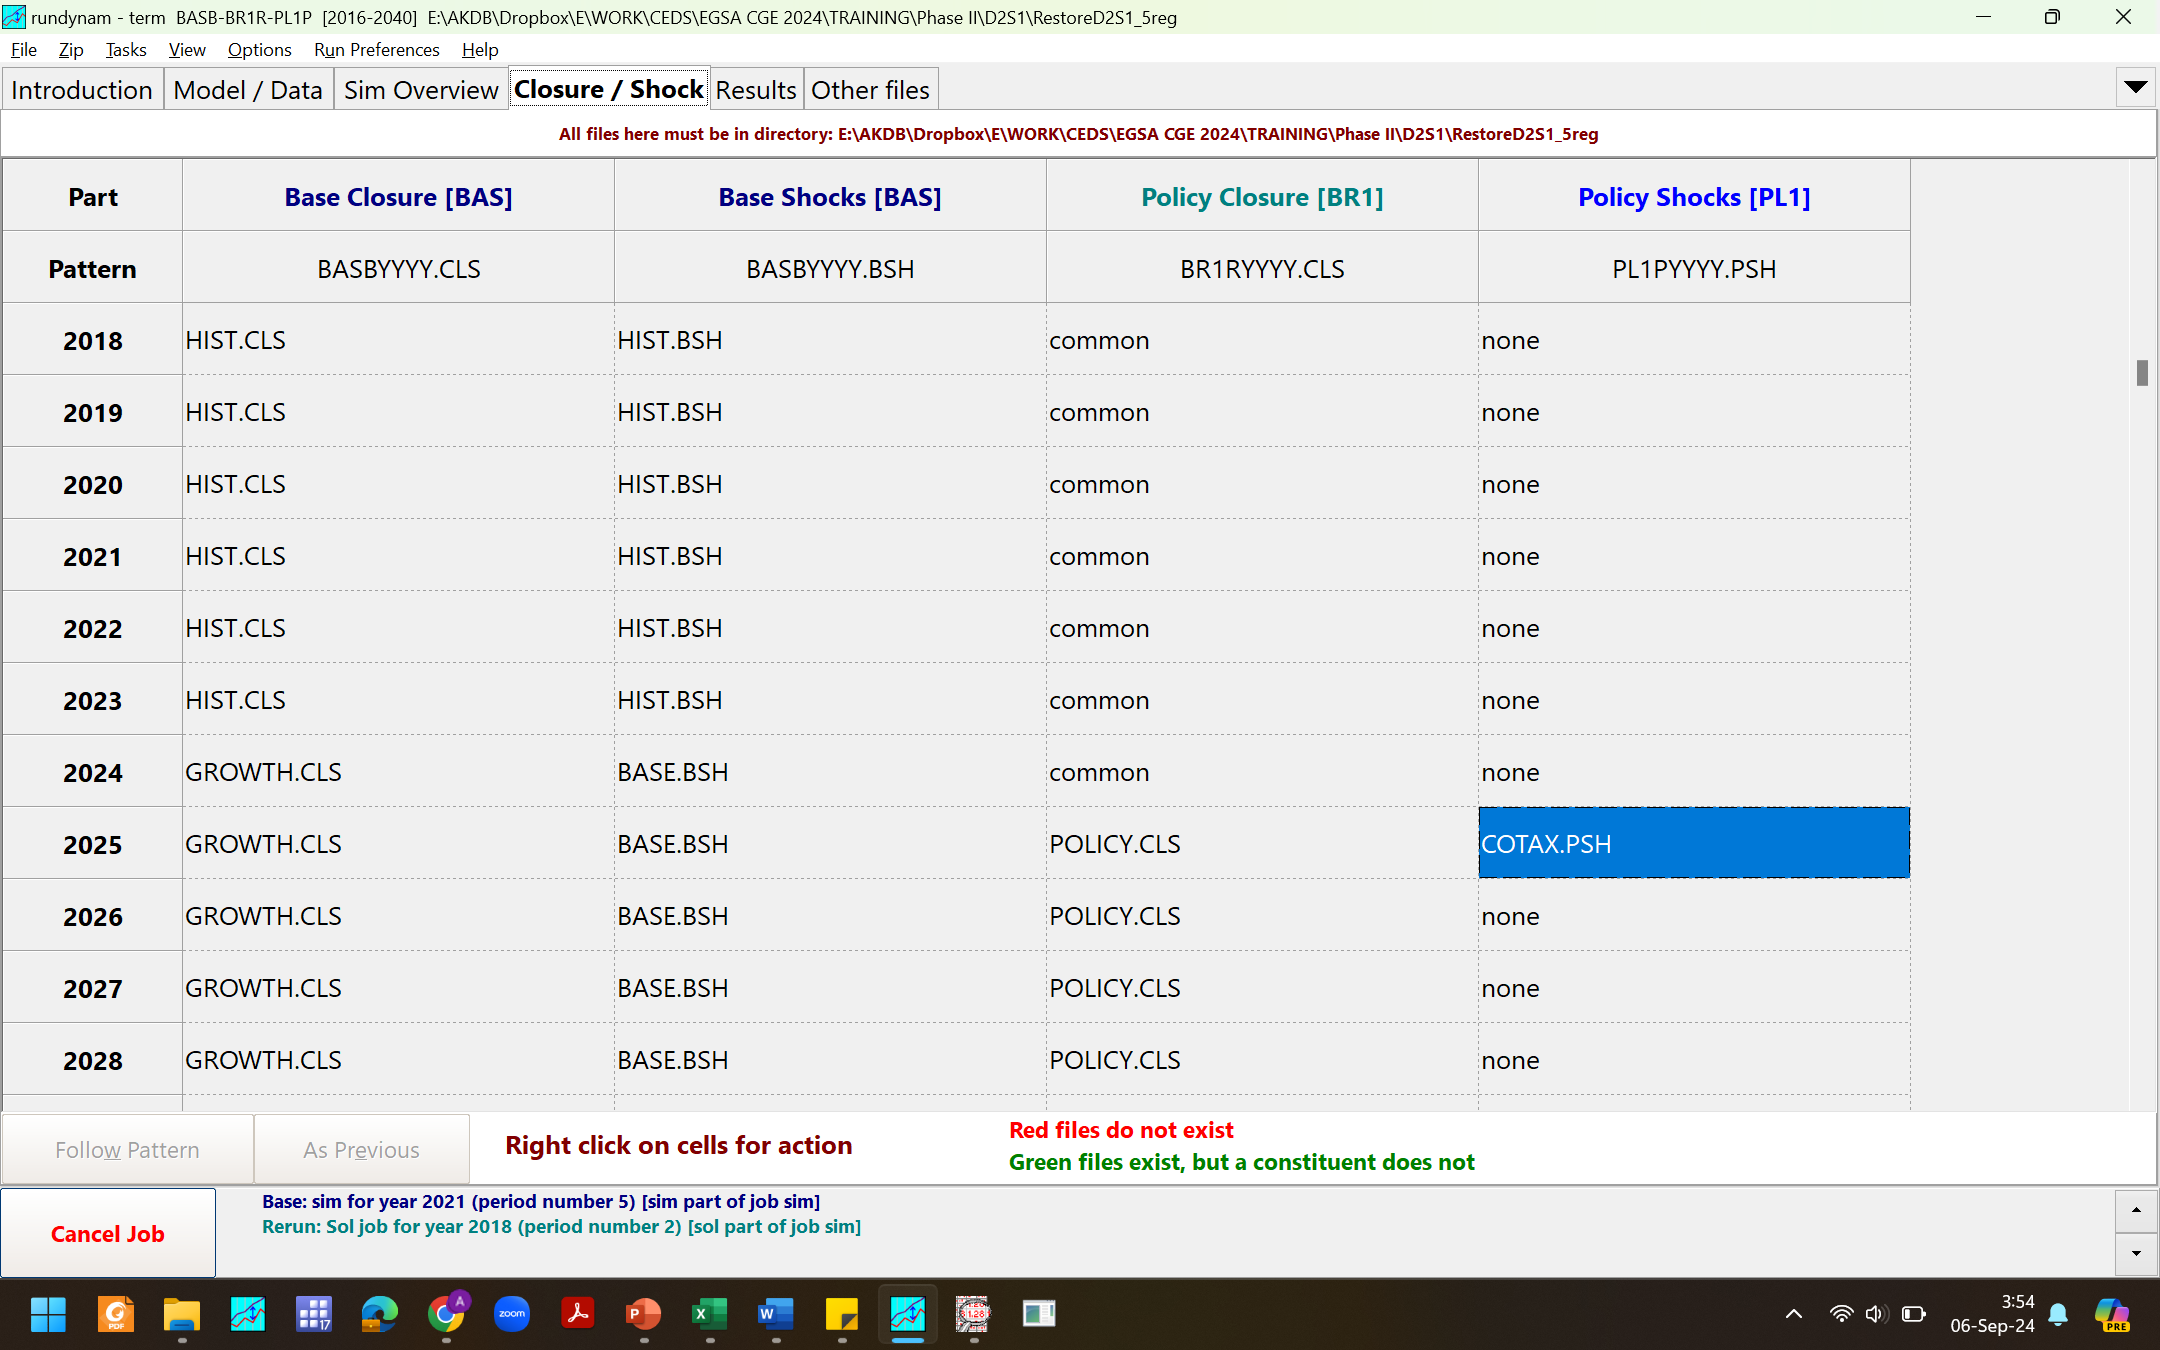 rundynam - term BASB-BR1R-PL1P [2016-2040] E:\AKDB\Dropbox\E\WORK\CEDS\EGSA CGE 2024\TRAINING\Phase II\D2S1\RestoreD2S1_5reg
File Zip Tasks View Options Run Preferences Help
Introduction Model / Data Sim Overview Closure / Shock Results Other files
All files here must be in directory: E:\AKDB\Dropbox\E\WORK\CEDS\EGSA CGE 2024\TRAINING\Phase II\D2S1\RestoreD2S1_5reg
Part Base Closure [BAS] Base Shocks [BAS] Policy Closure [BR1] Policy Shocks [PL1]
Pattern BASBYYYY.CLS BASBYYYY.BSH BR1RYYYY.CLS PL1PYYYY.PSH
2018 HIST.CLS HIST.BSH common none
2019 HIST.CLS HIST.BSH common none
2020 HIST.CLS HIST.BSH common none
2021 HIST.CLS HIST.BSH common none
2022 HIST.CLS HIST.BSH common none
2023 HIST.CLS HIST.BSH common none
2024 GROWTH.CLS BASE.BSH common none
2025 GROWTH.CLS BASE.BSH POLICY.CLS COTAX.PSH
2026 GROWTH.CLS BASE.BSH POLICY.CLS none
2027 GROWTH.CLS BASE.BSH POLICY.CLS none
2028 GROWTH.CLS BASE.BSH POLICY.CLS none
Follow Pattern As Previous Right click on cells for action
Red files do not exist
Green files exist, but a constituent does not
Cancel Job
Base: sim for year 2021 (period number 5) [sim part of job sim]
Rerun: Sol job for year 2018 (period number 2) [sol part of job sim]
PDF 17 A zoom P X W
3:54
06-Sep-24
PRE